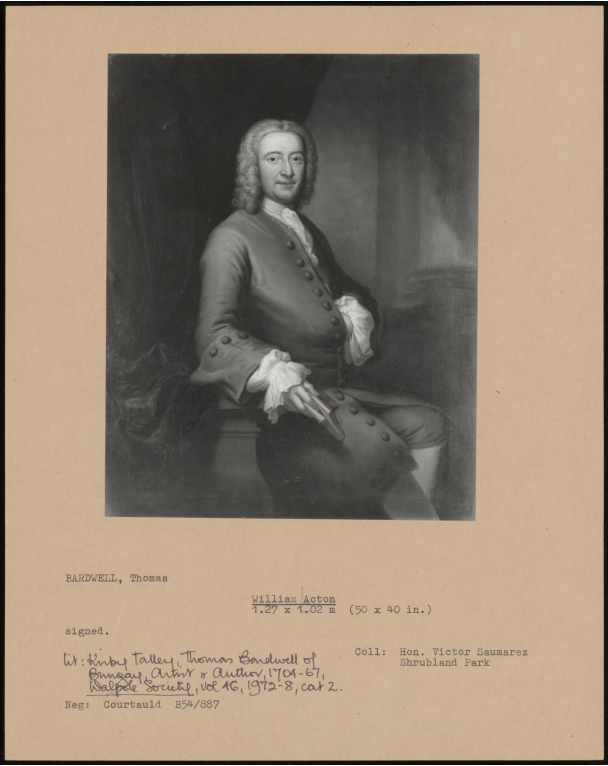 BARDWELL, Thomas
William Acton
1.27 x 1.02 m (50 x 40 in.)
signed.
Coll: Hon. Victor Saumarez
Shrubland Park
lit: Kirby Talley, Thomas Bardwell of
Bungay, Artist & Author, 1704-67,
Walpole Society, vol 46, 1976-8, cat 2.
Neg: Courtauld B54/887